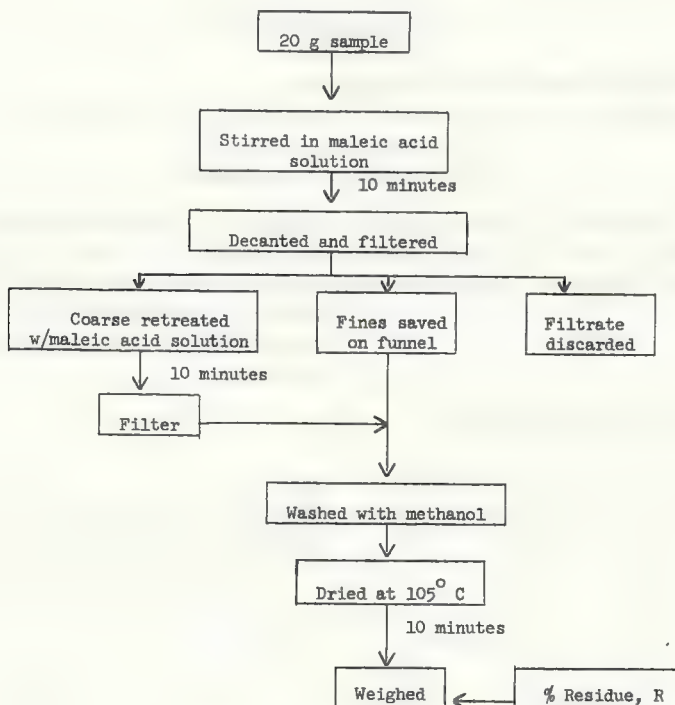 20 g sample
Stirred in maleic acid
solution
10 minutes
Decanted and filtered
Coarse retreated
w/maleic acid solution
Fines saved
on funnel
Filtrate
discarded
10 minutes
Filter
Washed with methanol
Dried at 105° C
10 minutes
Weighed
% Residue, R